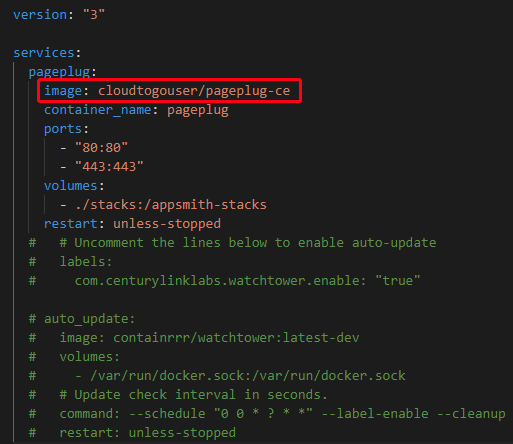 version: "3"

services:
  pageplug:
    image: cloudtogouser/pageplug-ce
    container_name: pageplug
    ports:
      - "80:80"
      - "443:443"
    volumes:
      - ./stacks:/appsmith-stacks
    restart: unless-stopped
  #   # Uncomment the lines below to enable auto-update
  #   labels:
  #     com.centurylinklabs.watchtower.enable: "true"

  # auto_update:
  #   image: containrrr/watchtower:latest-dev
  #   volumes:
  #     - /var/run/docker.sock:/var/run/docker.sock
  #   # Update check interval in seconds.
  #   command: --schedule "0 0 * ? * *" --label-enable --cleanup
  #   restart: unless-stopped